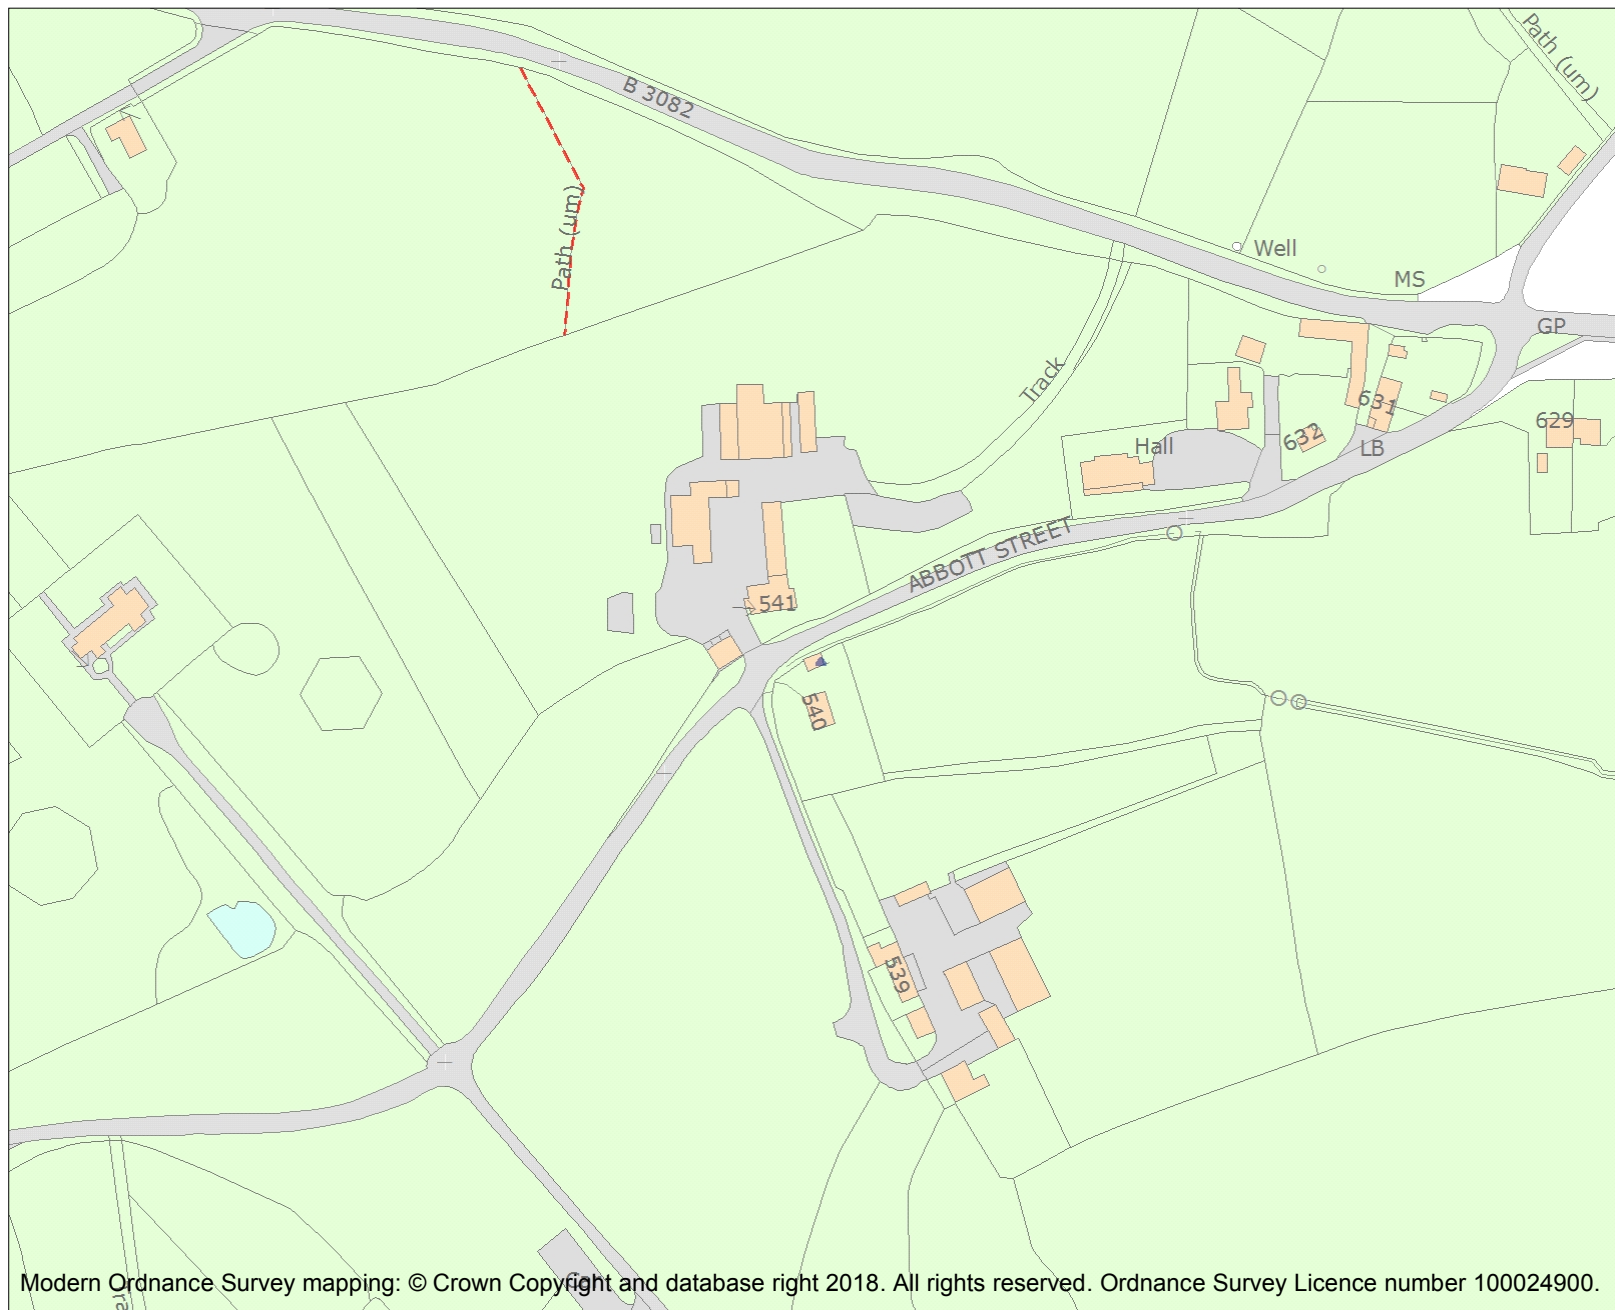 Path (um)
B 3082
Path (um)
Well
MS
GP
Track
631
629
632
Hall
LB
ABBOTT STREET
541
540
539
Modern Ordnance Survey mapping: © Crown Copyright and database right 2018. All rights reserved. Ordnance Survey Licence number 100024900.